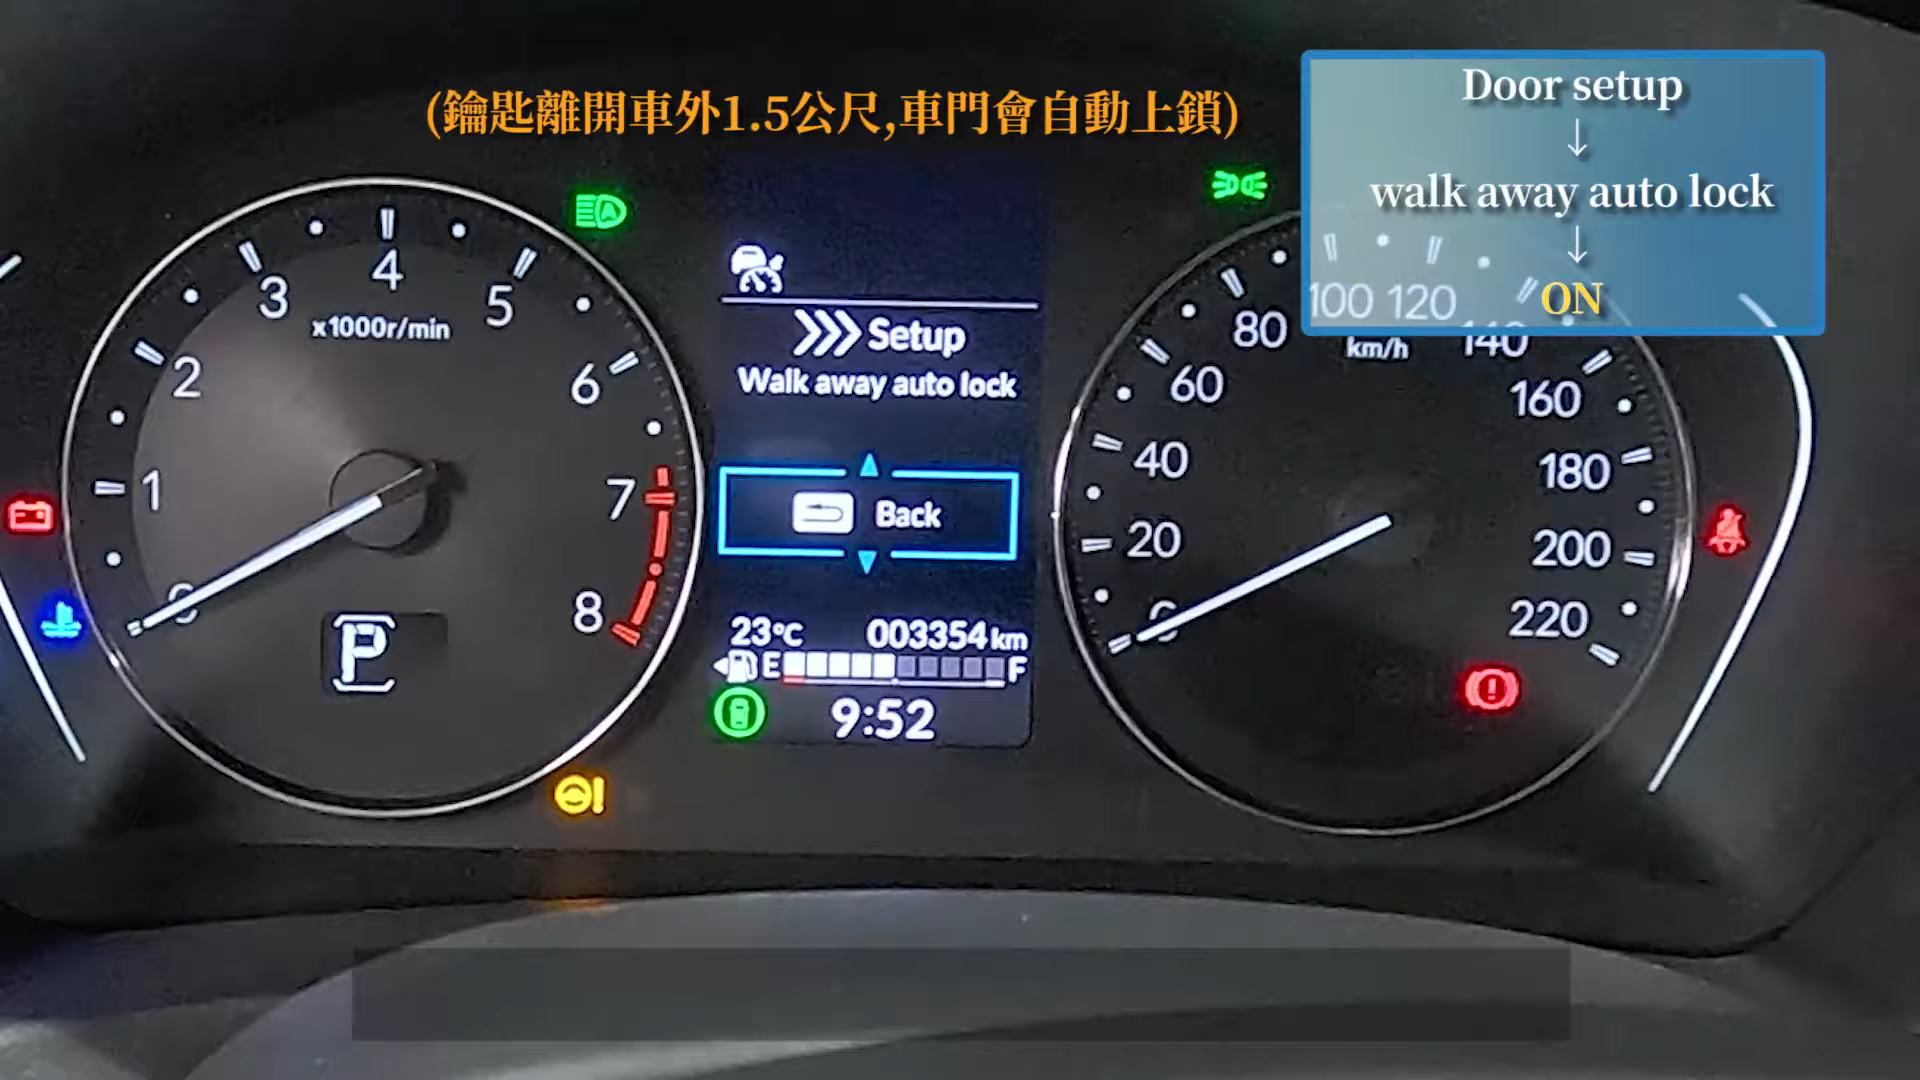 (鑰匙離開車外1.5公尺,車門會自動上鎖)
Door setup
↓
walk away auto lock
↓
ON
0
1
2
3
4
5
6
7
8
x1000r/min
P
Setup
Walk away auto lock
Back
23°C 003354 km
E F
9:52
0
20
40
60
80
100
120
140
160
180
200
220
km/h
A